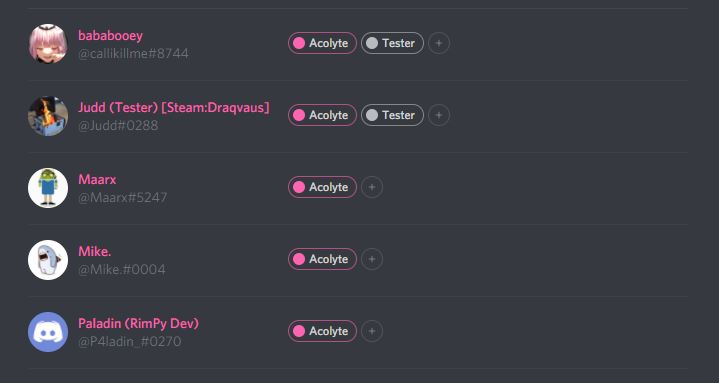 bababooey
@callikillme#8744
Acolyte Tester +
Judd (Tester) [Steam:Draqvaus]
@Judd#0288
Acolyte Tester +
Maarx
@Maarx#5247
Acolyte +
Mike.
@Mike.#0004
Acolyte +
Paladin (RimPy Dev)
@P4ladin_#0270
Acolyte +